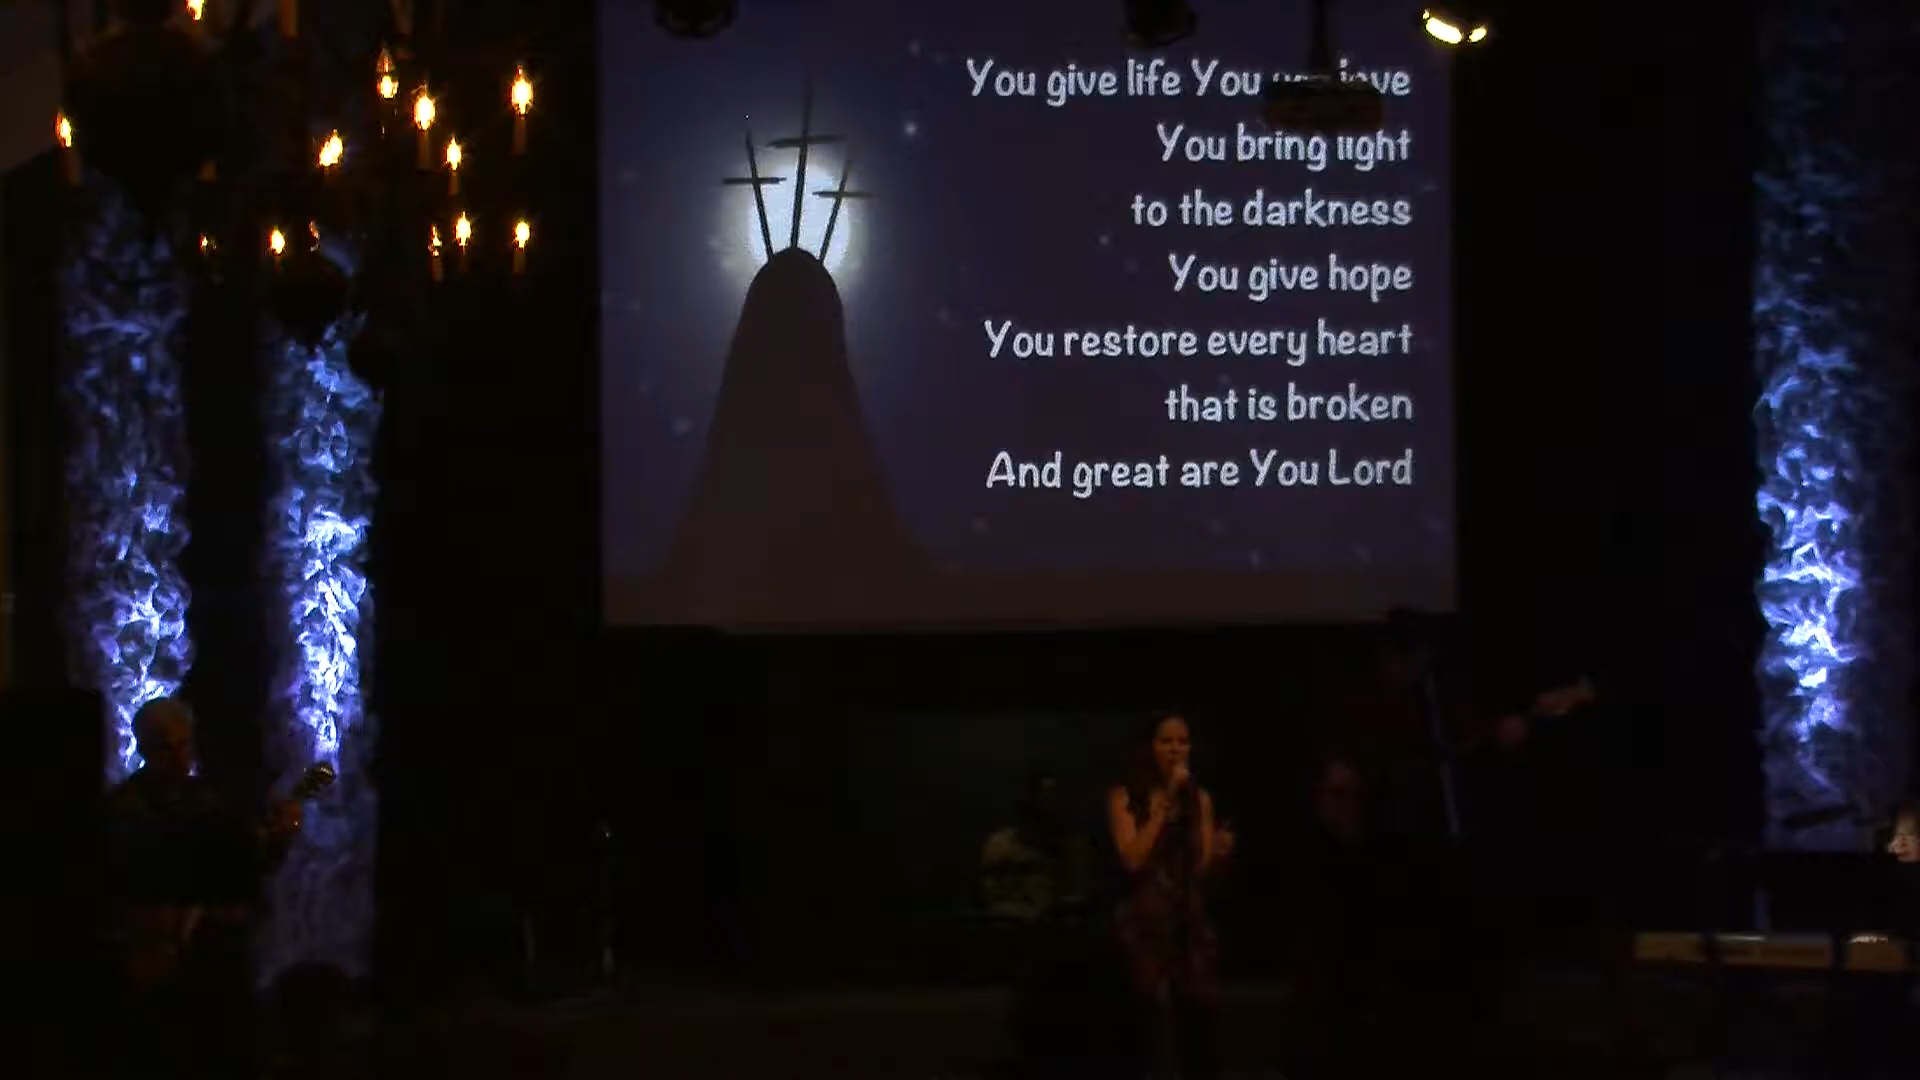 You give life You love
You bring light
to the darkness
You give hope
You restore every heart
that is broken
And great are You Lord